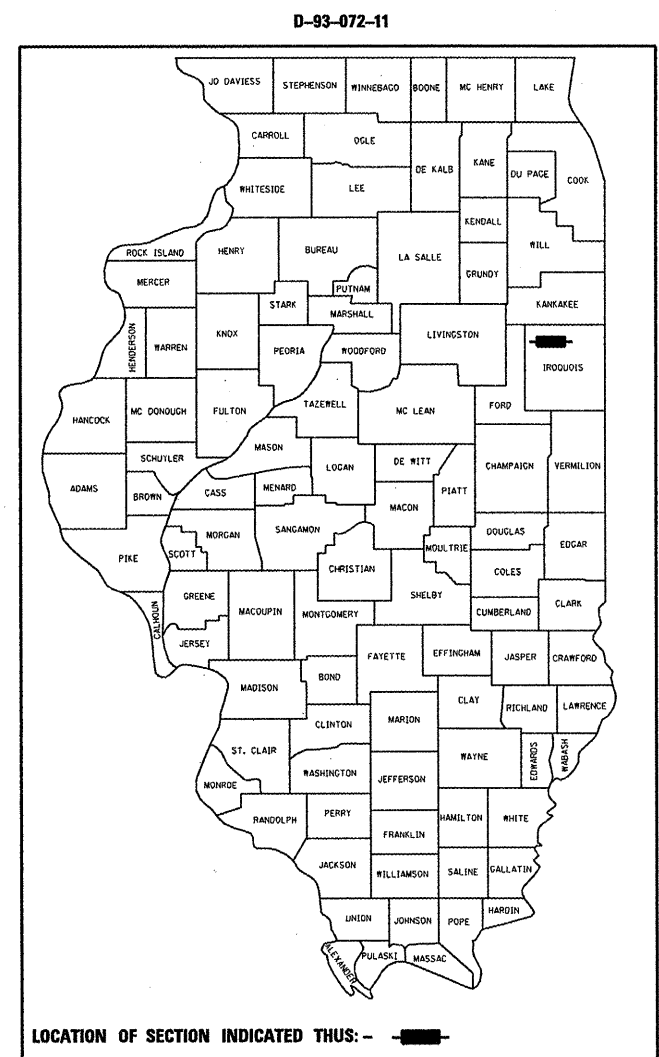 D-93-072-11
JO DAVIESS
STEPHENSON
WINNEBAGO
BOONE
MC HENRY
LAKE
CARROLL
OGLE
DE KALB
KANE
DU PAGE
COOK
WHITESIDE
LEE
KENDALL
WILL
ROCK ISLAND
HENRY
BUREAU
LA SALLE
GRUNDY
MERCER
PUTNAM
STARK
MARSHALL
KANKAKEE
HENDERSON
WARREN
KNOX
PEORIA
WOODFORD
LIVINGSTON
IROQUOIS
HANCOCK
MC DONOUGH
FULTON
TAZEWELL
MC LEAN
FORD
SCHUYLER
MASON
LOGAN
DE WITT
CHAMPAIGN
VERMILION
ADAMS
BROWN
CASS
MENARD
MACON
PIATT
PIKE
SCOTT
MORGAN
SANGAMON
CHRISTIAN
MOULTRIE
DOUGLAS
EDGAR
COLES
CALHOUN
GREENE
MACOUPIN
MONTGOMERY
SHELBY
CUMBERLAND
CLARK
JERSEY
FAYETTE
EFFINGHAM
JASPER
CRAWFORD
MADISON
BOND
CLAY
RICHLAND
LAWRENCE
CLINTON
MARION
ST. CLAIR
WAYNE
EDWARDS
WABASH
MONROE
WASHINGTON
JEFFERSON
RANDOLPH
PERRY
HAMILTON
WHITE
FRANKLIN
JACKSON
WILLIAMSON
SALINE
GALLATIN
UNION
JOHNSON
POPE
HARDIN
ALEXANDER
PULASKI
MASSAC
LOCATION OF SECTION INDICATED THUS: -